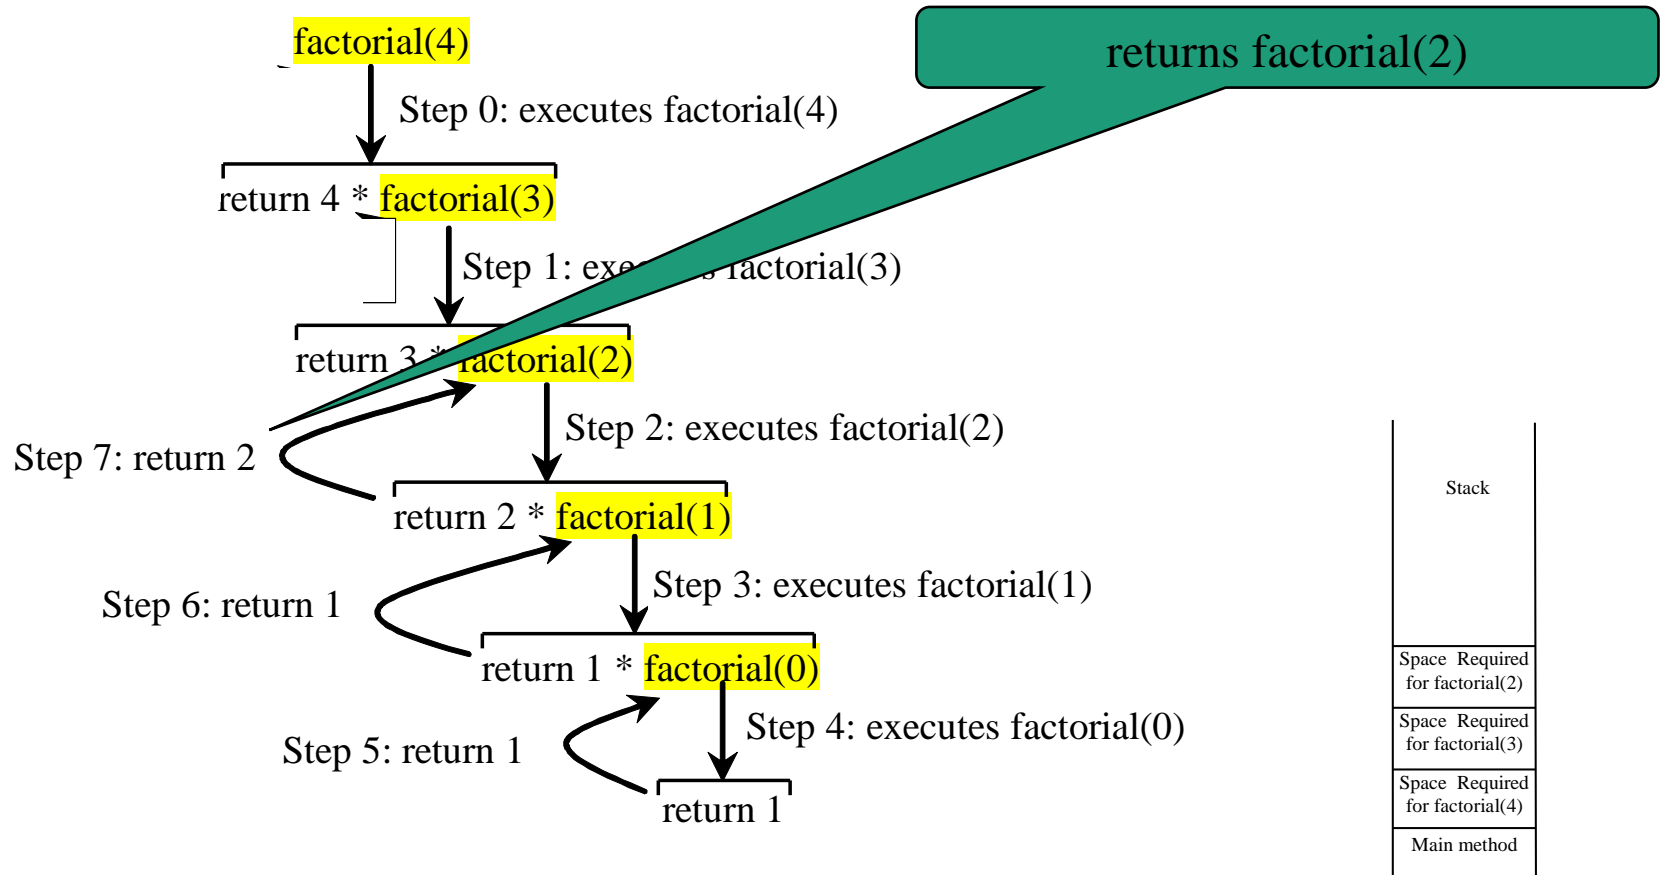 factorial(4)
returns factorial(2)
Step 0: executes factorial(4)
return 4 * factorial(3)
Step 1: factorial(3)
return 3 * factorial(2)
Step 2: executes factorial(2)
Step 7: return 2
return 2 * factorial(1)
Step 3: executes factorial(1)
Step 6: return 1
return 1 * factorial(0)
Step 4: executes factorial(0)
Step 5: return 1
return 1
Stack
Space Required
for factorial(2)
Space Required
for factorial(3)
Space Required
for factorial(4)
Main method